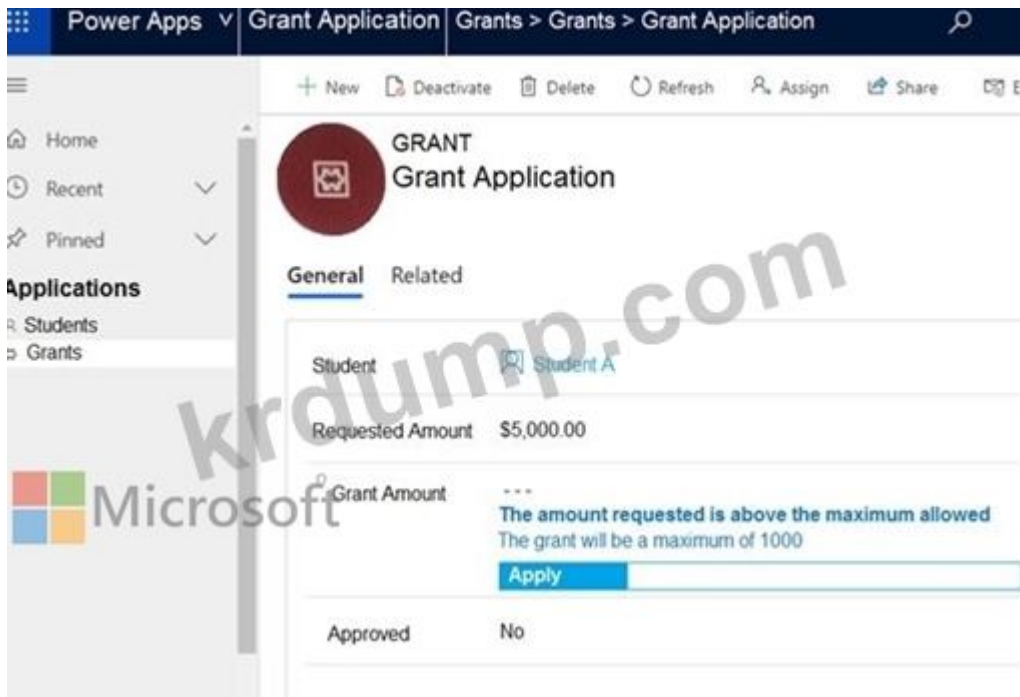 Power Apps
Grant Application
Grants > Grants > Grant Application
New
Deactivate
Delete
Refresh
Assign
Share
Home
Recent
Pinned
Applications
Students
Grants
GRANT
Grant Application
General
Related
Student
Student A
Requested Amount
$5,000.00
Grant Amount
---
The amount requested is above the maximum allowed
The grant will be a maximum of 1000
Apply
Approved
No
krdump.com
Microsoft